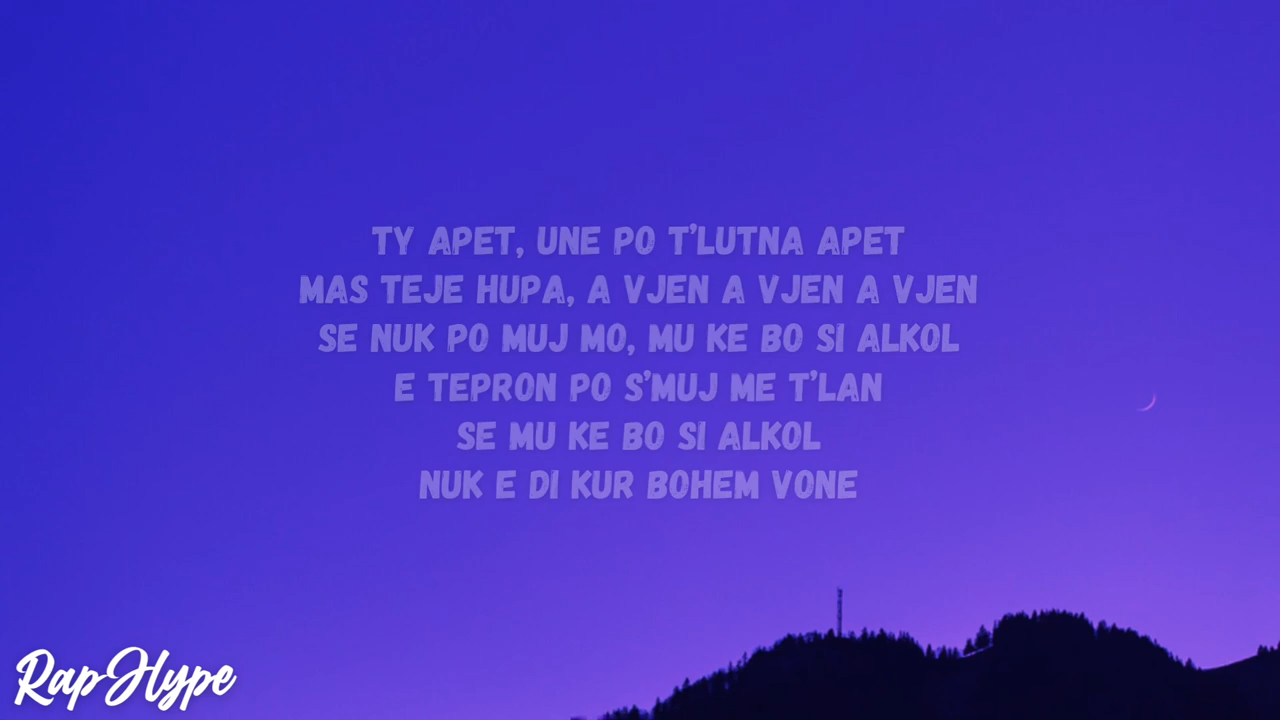 TY APET, UNE PO T'LUTNA APET
MAS TEJE HUPA, A VJEN A VJEN A VJEN
SE NUK PO MUJ MO, MU KE BO SI ALKOL
E TEPRON PO S'MUJ ME T'LAN
SE MU KE BO SI ALKOL
NUK E DI KUR BOHEM VONE
RapHype